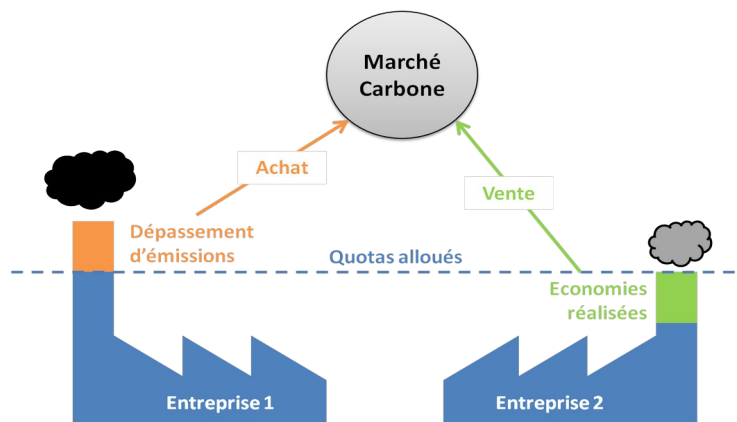 Marché
Carbone
Achat
Vente
Dépassement
d'émissions
Quotas alloués
Economies
réalisées
Entreprise 1
Entreprise 2